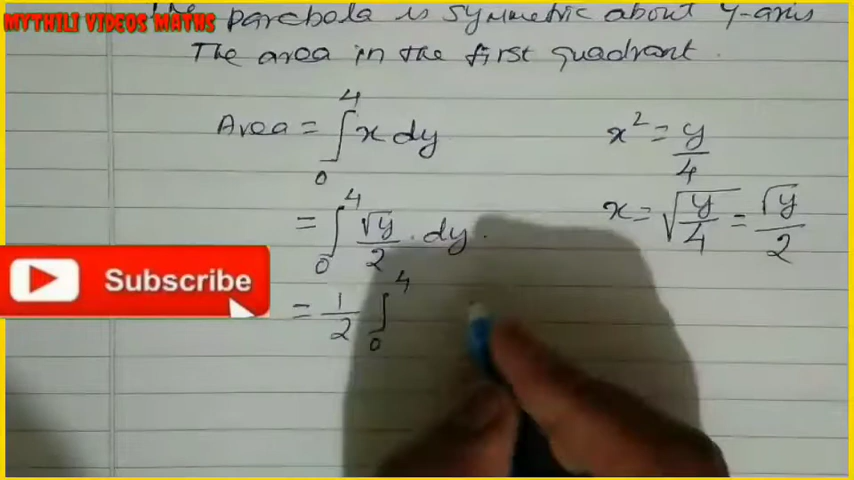 MYTHILI VIDEOS MATHS
The parabola is symmetric about y-axis
The area in the first quadrant.
Area = ∫₀⁴ x dy
x² = y/4
= ∫₀⁴ √y/2 . dy.
x = √(y/4) = √y/2
Subscribe
= 1/2 ∫₀⁴